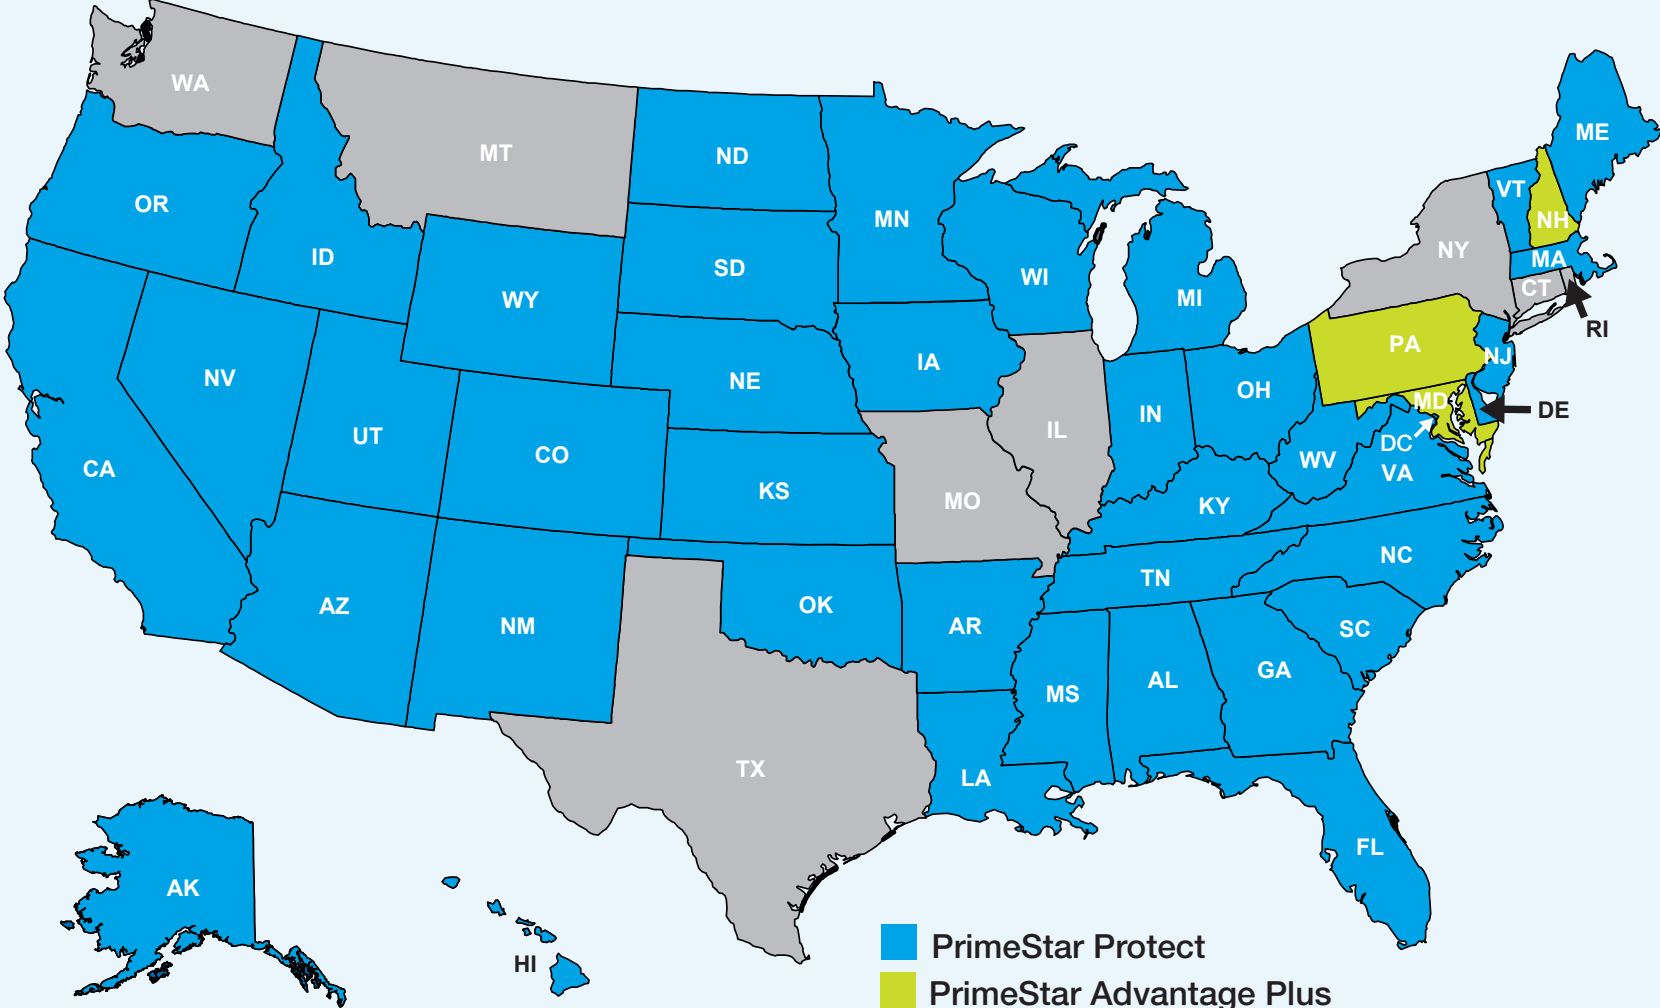 WA
MT
ND
ME
OR
ID
MN
VT
NH
SD
WI
NY
MA
WY
MI
CT
RI
NV
NE
IA
PA
NJ
UT
CO
OH
IN
IL
MD
DE
DC
CA
KS
MO
WV
VA
KY
NC
AZ
NM
OK
AR
TN
SC
MS
AL
GA
TX
LA
FL
AK
HI
PrimeStar Protect
PrimeStar Advantage Plus